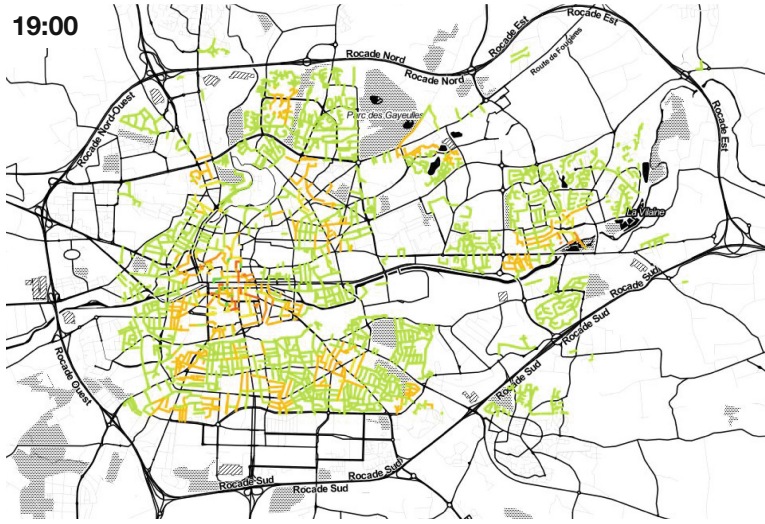 19:00
Rocade Est
Rocade Nord
Rocade Est
Rocade Nord
Route de Fougères
Parc des Gayeulles
Rocade Nord-Ouest
Rocade Est
La Vilaine
Rocade Sud
Rocade Sud
Rocade Sud
Rocade Ouest
Rocade Sud
Rocade Sud
Rocade Sud